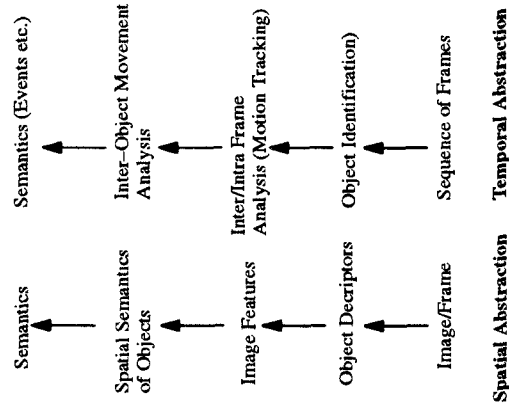 Semantics
Semantics (Events etc.)
Spatial Semantics
of Objects
Inter–Object Movement
Analysis
Image Features
Inter/Intra Frame
Analysis (Motion Tracking)
Object Decriptors
Object Identification)
Image/Frame
Sequence of Frames
Spatial Abstraction
Temporal Abstraction